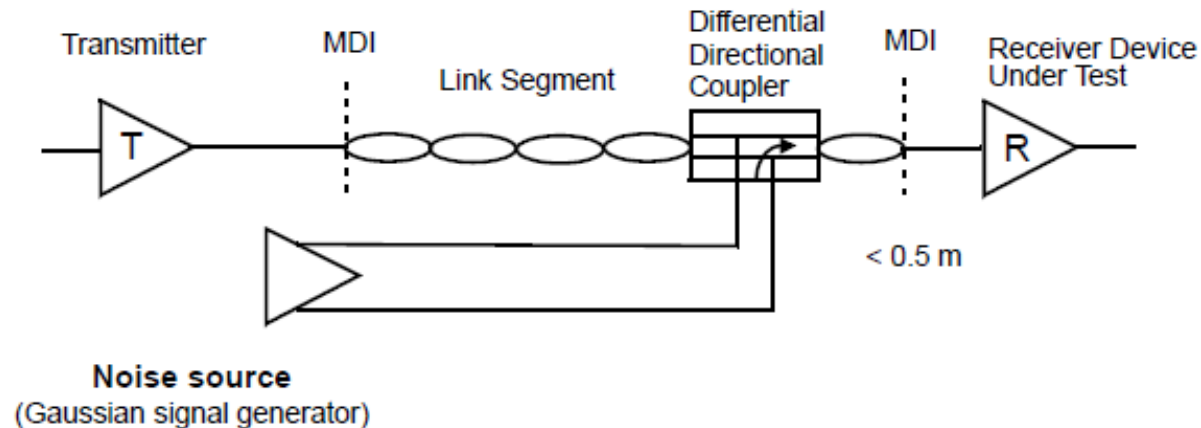 Transmitter
MDI
Link Segment
Differential
Directional
Coupler
MDI
Receiver Device
Under Test
T
R
< 0.5 m
Noise source
(Gaussian signal generator)